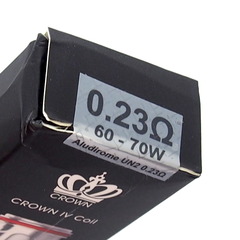 0.23Ω
60 - 70W
Aludirome UN2 0.23Ω
CROWN
CROWN IV Coil